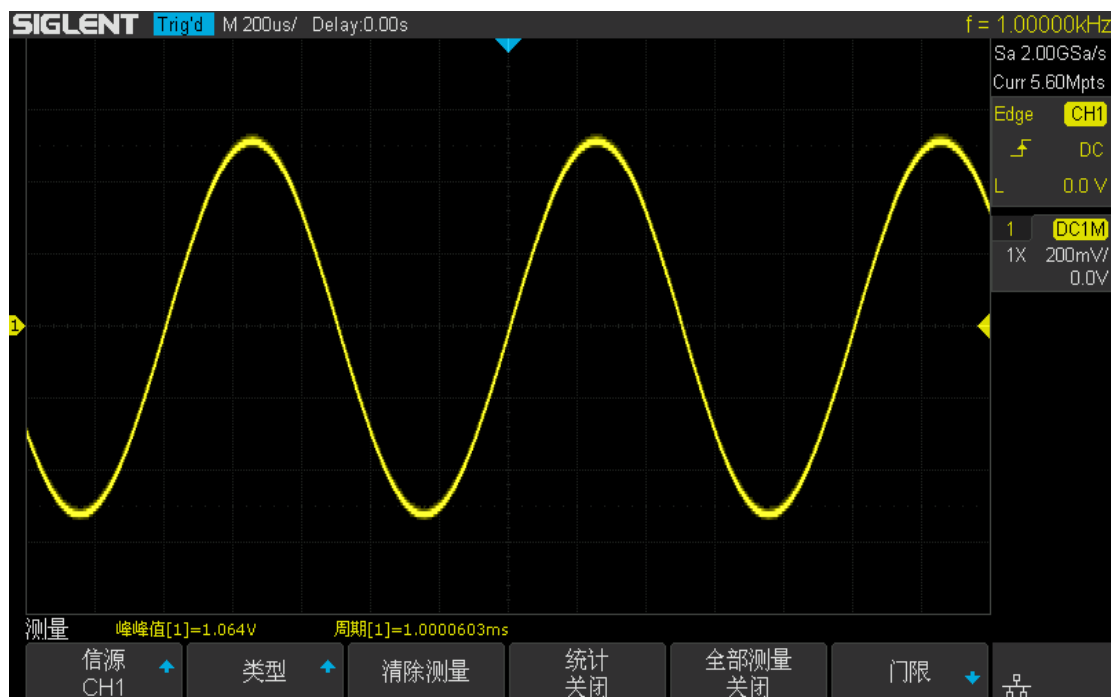 SIGLENT Trig'd M 200us/ Delay:0.00s f = 1.00000kHz
Sa 2.00GSa/s
Curr 5.60Mpts
Edge CH1
DC
L 0.0 V
1 DC1M
1X 200mV/
0.0V
1
测量 峰峰值[1]=1.064V 周期[1]=1.0000603ms
信源 CH1
类型
清除测量
统计 关闭
全部测量 关闭
门限